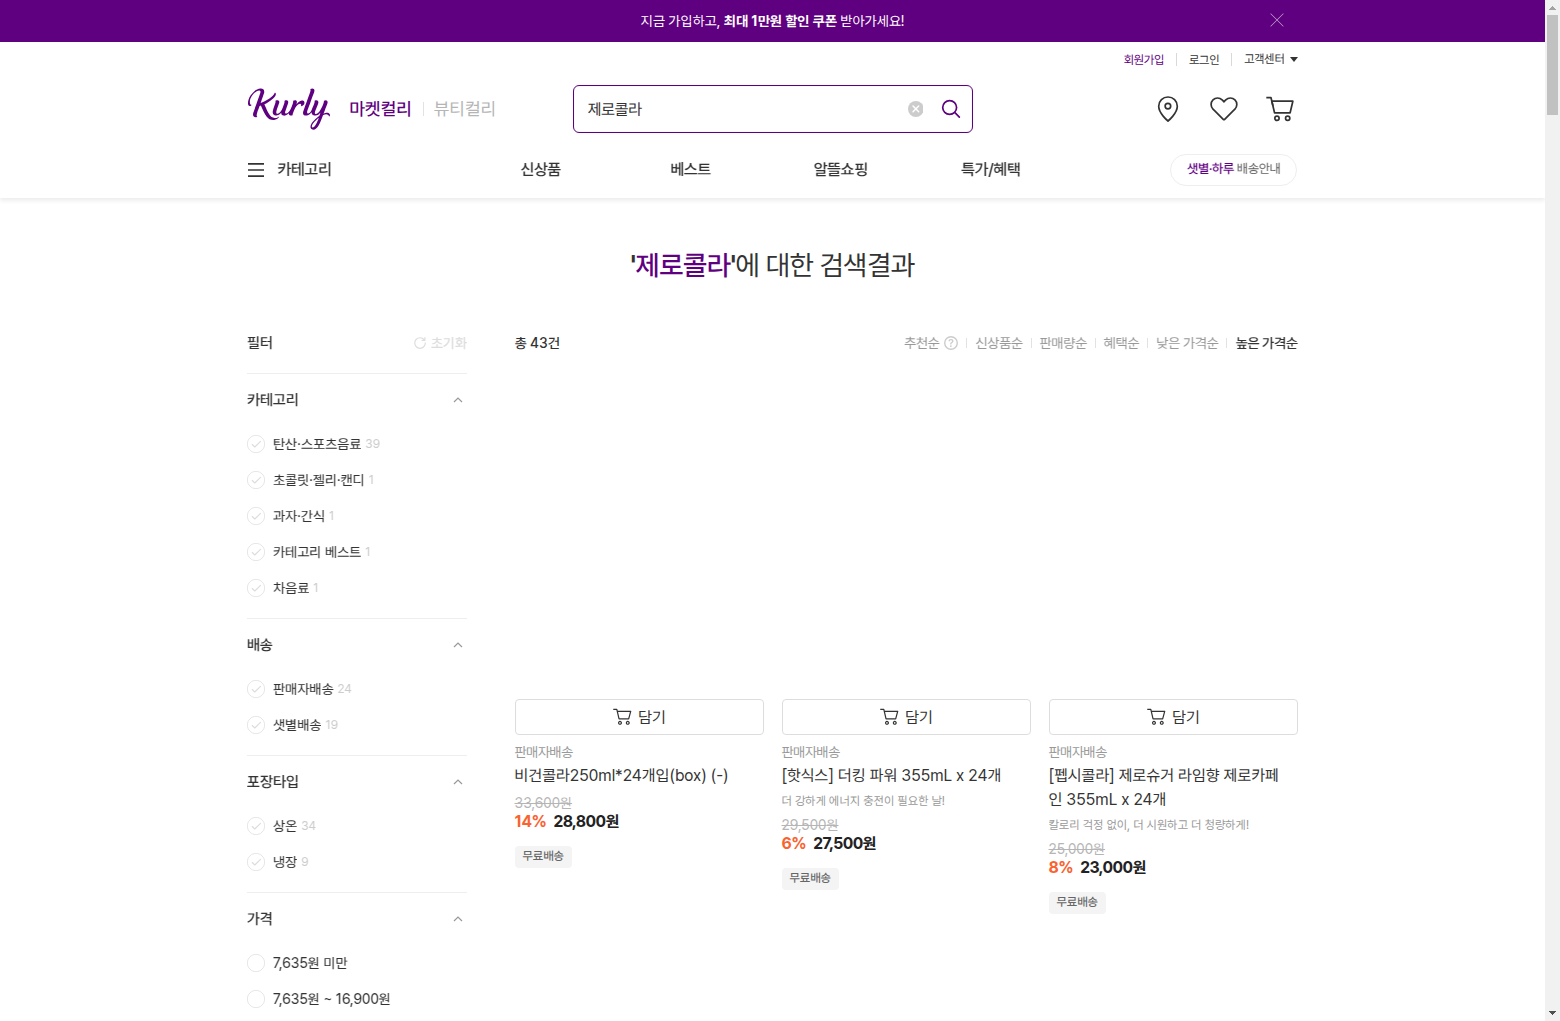 지금 가입하고, 최대 1만원 할인 쿠폰 받아가세요!
회원가입
로그인
고객센터
Kurly
마켓컬리
뷰티컬리
제로콜라
카테고리
신상품
베스트
알뜰쇼핑
특가/혜택
샛별·하루 배송안내
'제로콜라'에 대한 검색결과
필터
초기화
총 43건
추천순
?
신상품순
판매량순
혜택순
낮은 가격순
높은 가격순
카테고리
탄산·스포츠음료 39
초콜릿·젤리·캔디 1
과자·간식 1
카테고리 베스트 1
차음료 1
배송
판매자배송 24
샛별배송 19
포장타입
상온 34
냉장 9
가격
7,635원 미만
7,635원 ~ 16,900원
담기
판매자배송
비건콜라250ml*24개입(box) (-)
33,600원
14% 28,800원
무료배송
담기
판매자배송
[핫식스] 더킹 파워 355mL x 24개
더 강하게 에너지 충전이 필요한 날!
29,500원
6% 27,500원
무료배송
담기
판매자배송
[펩시콜라] 제로슈거 라임향 제로카페
인 355mL x 24개
칼로리 걱정 없이, 더 시원하고 더 청량하게!
25,000원
8% 23,000원
무료배송